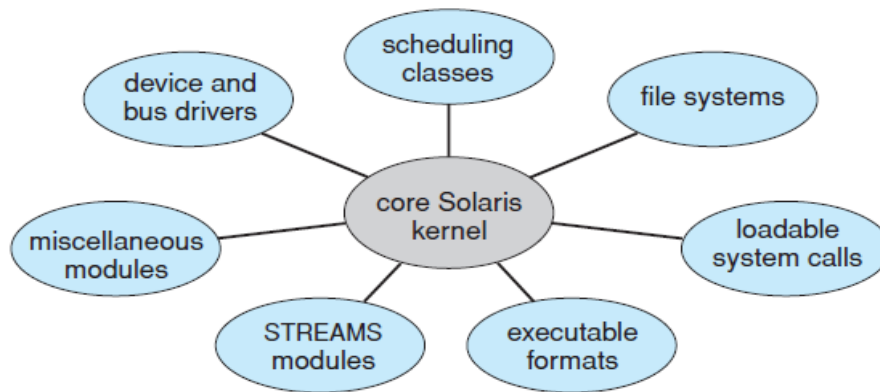 scheduling
classes
device and
bus drivers
file systems
core Solaris
kernel
miscellaneous
modules
loadable
system calls
STREAMS
modules
executable
formats